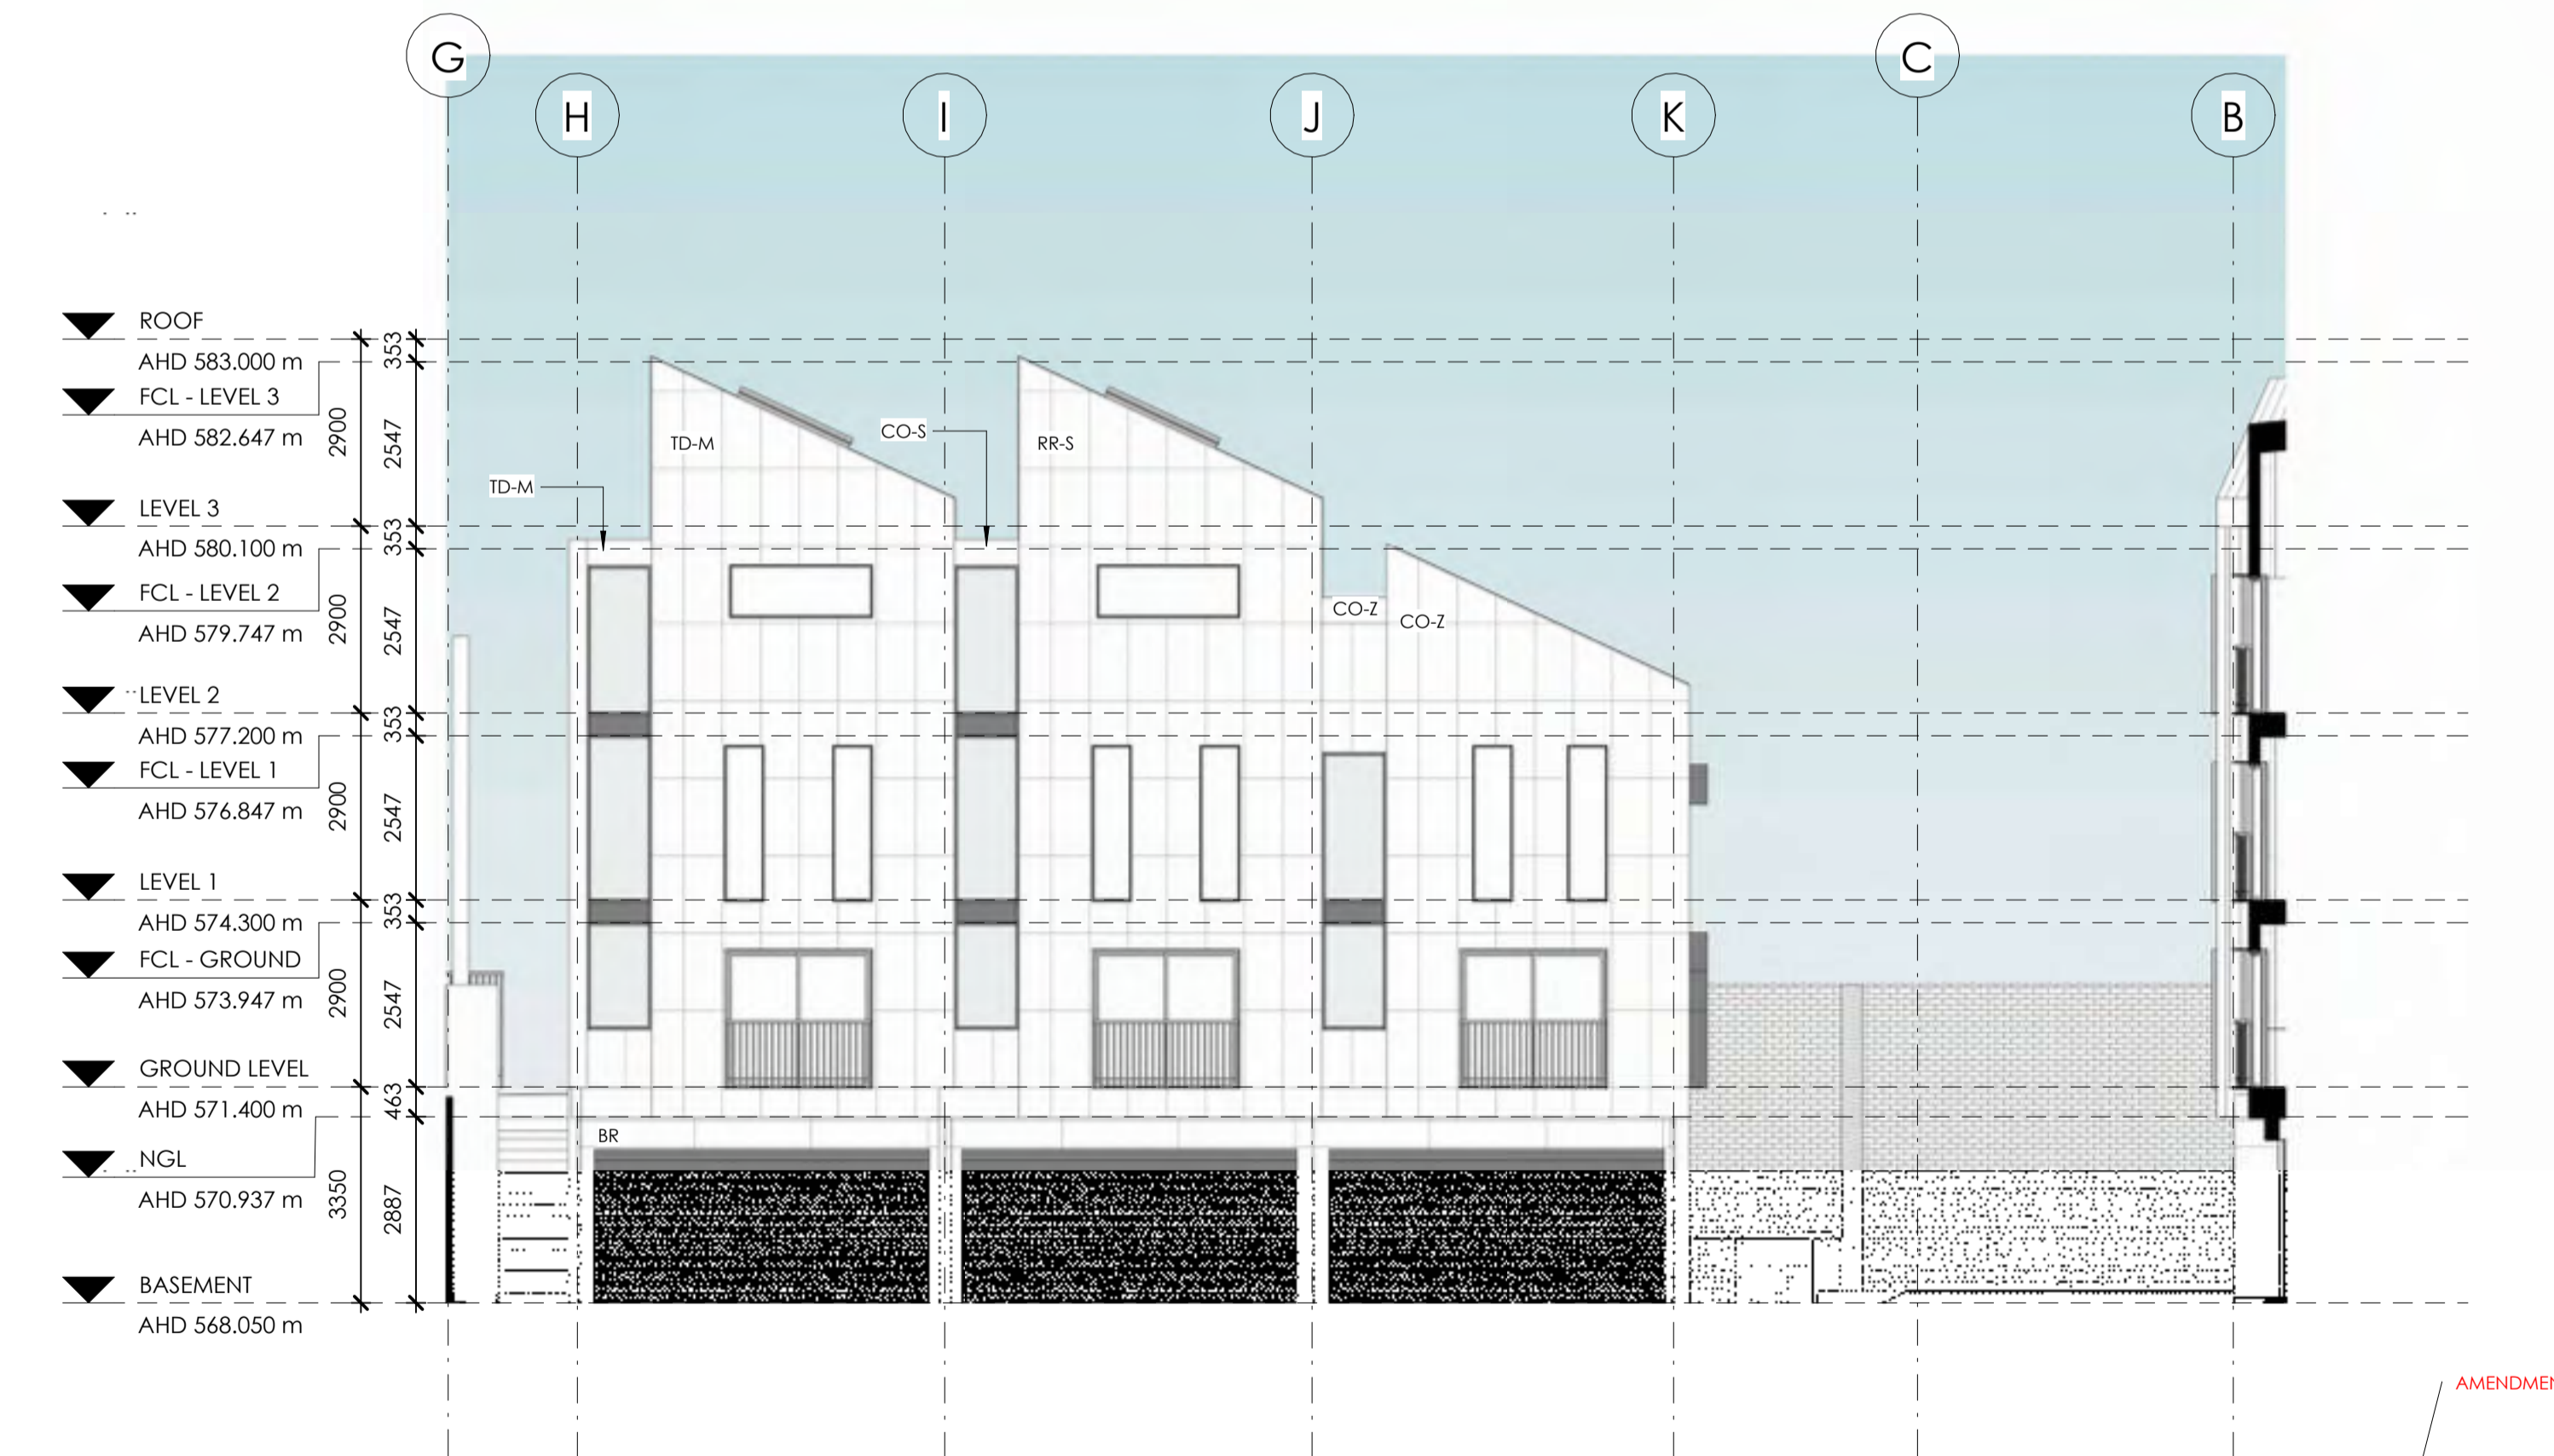 G
C
H
I
J
K
B
ROOF
AHD 583.000 m
FCL - LEVEL 3
AHD 582.647 m
LEVEL 3
AHD 580.100 m
FCL - LEVEL 2
AHD 579.747 m
LEVEL 2
AHD 577.200 m
FCL - LEVEL 1
AHD 576.847 m
LEVEL 1
AHD 574.300 m
FCL - GROUND
AHD 573.947 m
GROUND LEVEL
AHD 571.400 m
NGL
AHD 570.937 m
BASEMENT
AHD 568.050 m
2900
2900
2900
2900
3350
353
2547
353
2547
353
2547
353
2547
463
2887
TD-M
TD-M
CO-S
RR-S
CO-Z
CO-Z
BR